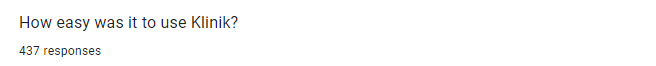 How easy was it to use Klinik?
437 responses